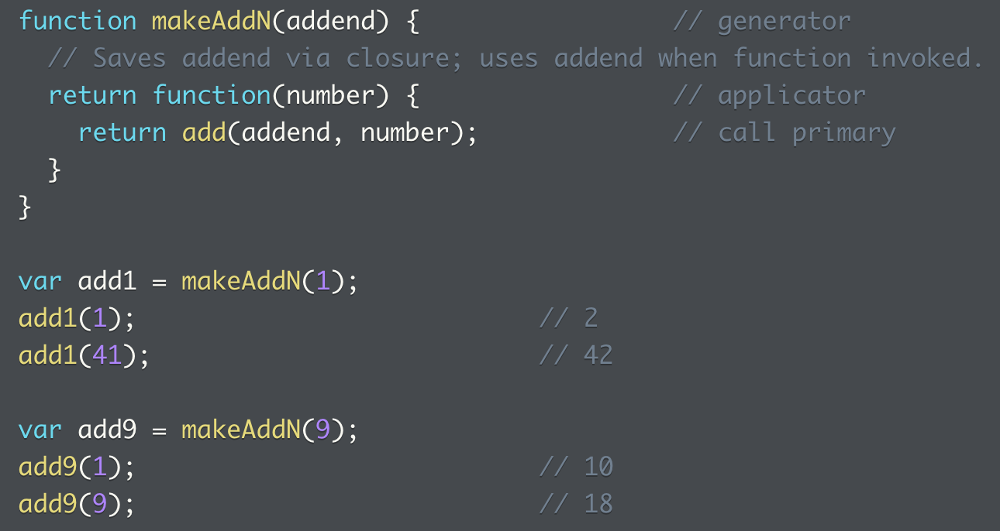 function makeAddN(addend) {                 // generator
  // Saves addend via closure; uses addend when function invoked.
  return function(number) {                 // applicator
    return add(addend, number);             // call primary
  }
}

var add1 = makeAddN(1);
add1(1);                           // 2
add1(41);                          // 42

var add9 = makeAddN(9);
add9(1);                           // 10
add9(9);                           // 18